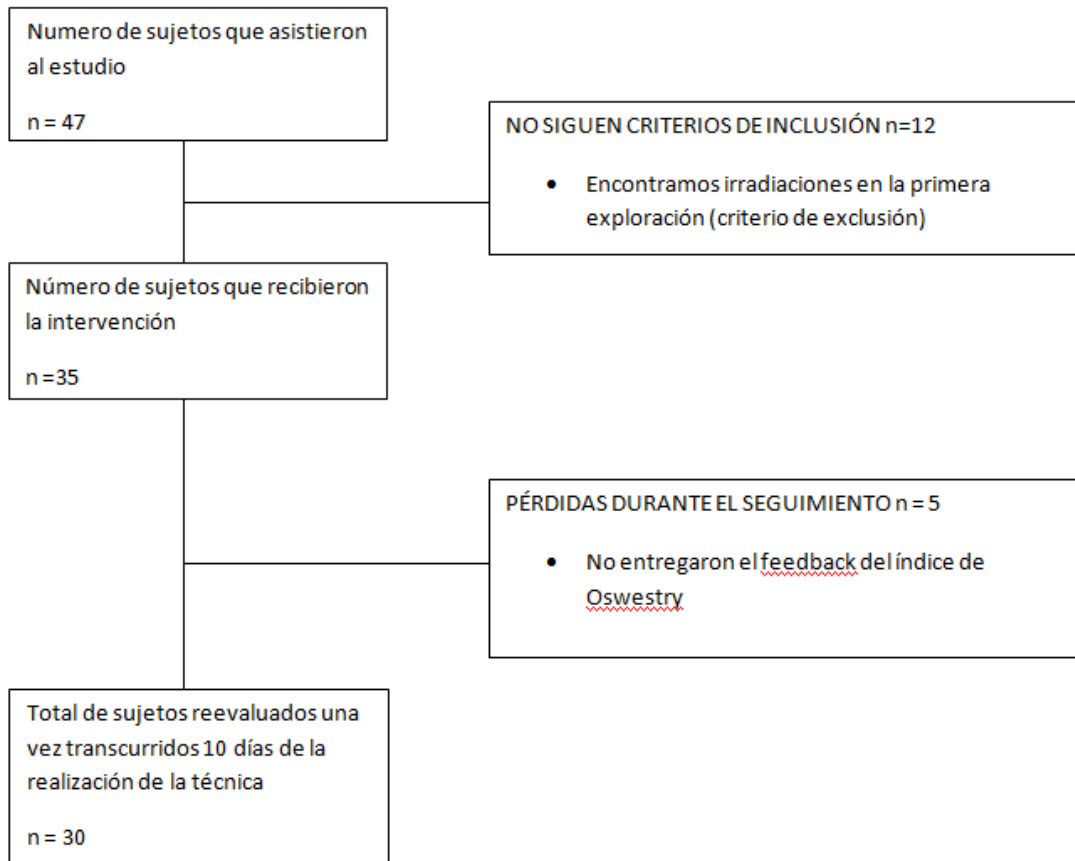 Numero de sujetos que asistieron
al estudio
n = 47
NO SIGUEN CRITERIOS DE INCLUSIÓN n=12
• Encontramos irradiaciones en la primera
exploración (criterio de exclusión)
Número de sujetos que recibieron
la intervención
n =35
PÉRDIDAS DURANTE EL SEGUIMIENTO n = 5
• No entregaron el feedback del índice de
Oswestry
Total de sujetos reevaluados una
vez transcurridos 10 días de la
realización de la técnica
n = 30